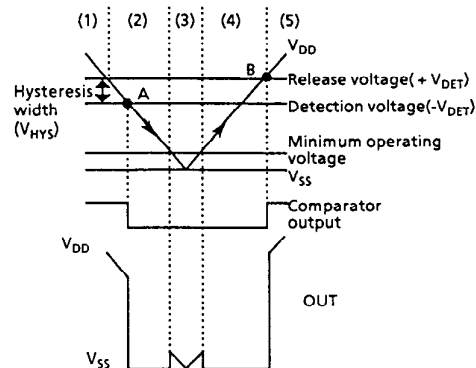 (1) (2) (3) (4) (5)
V_DD
B
Release voltage(+V_DET)
Hysteresis
width
(V_HYS)
A
Detection voltage(-V_DET)
Minimum operating
voltage
V_SS
Comparator
output
V_DD
OUT
V_SS